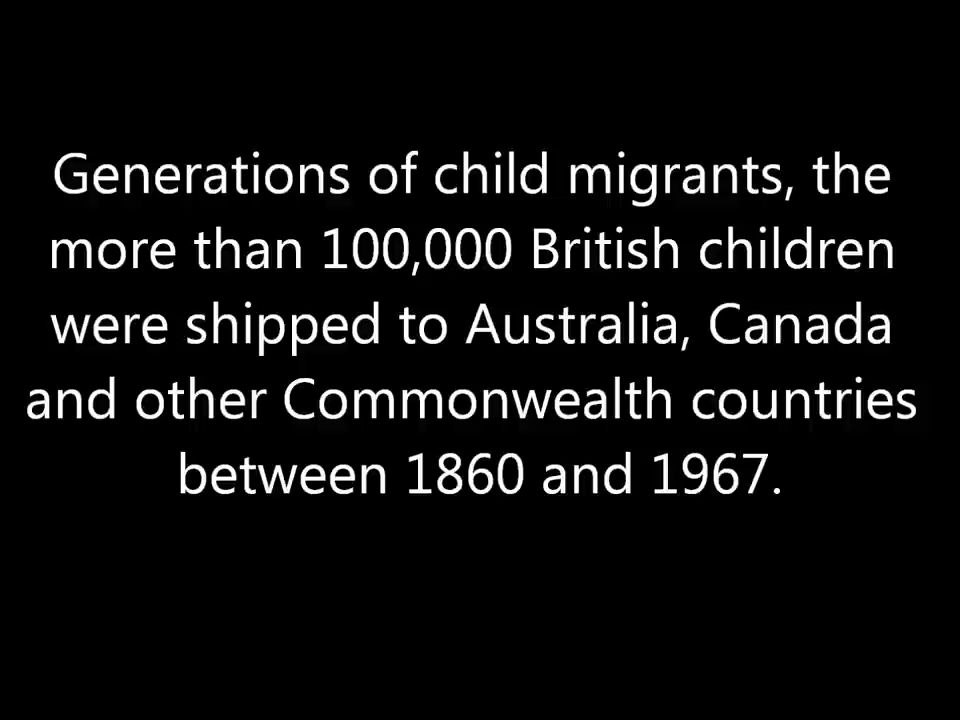 Generations of child migrants, the
more than 100,000 British children
were shipped to Australia, Canada
and other Commonwealth countries
between 1860 and 1967.